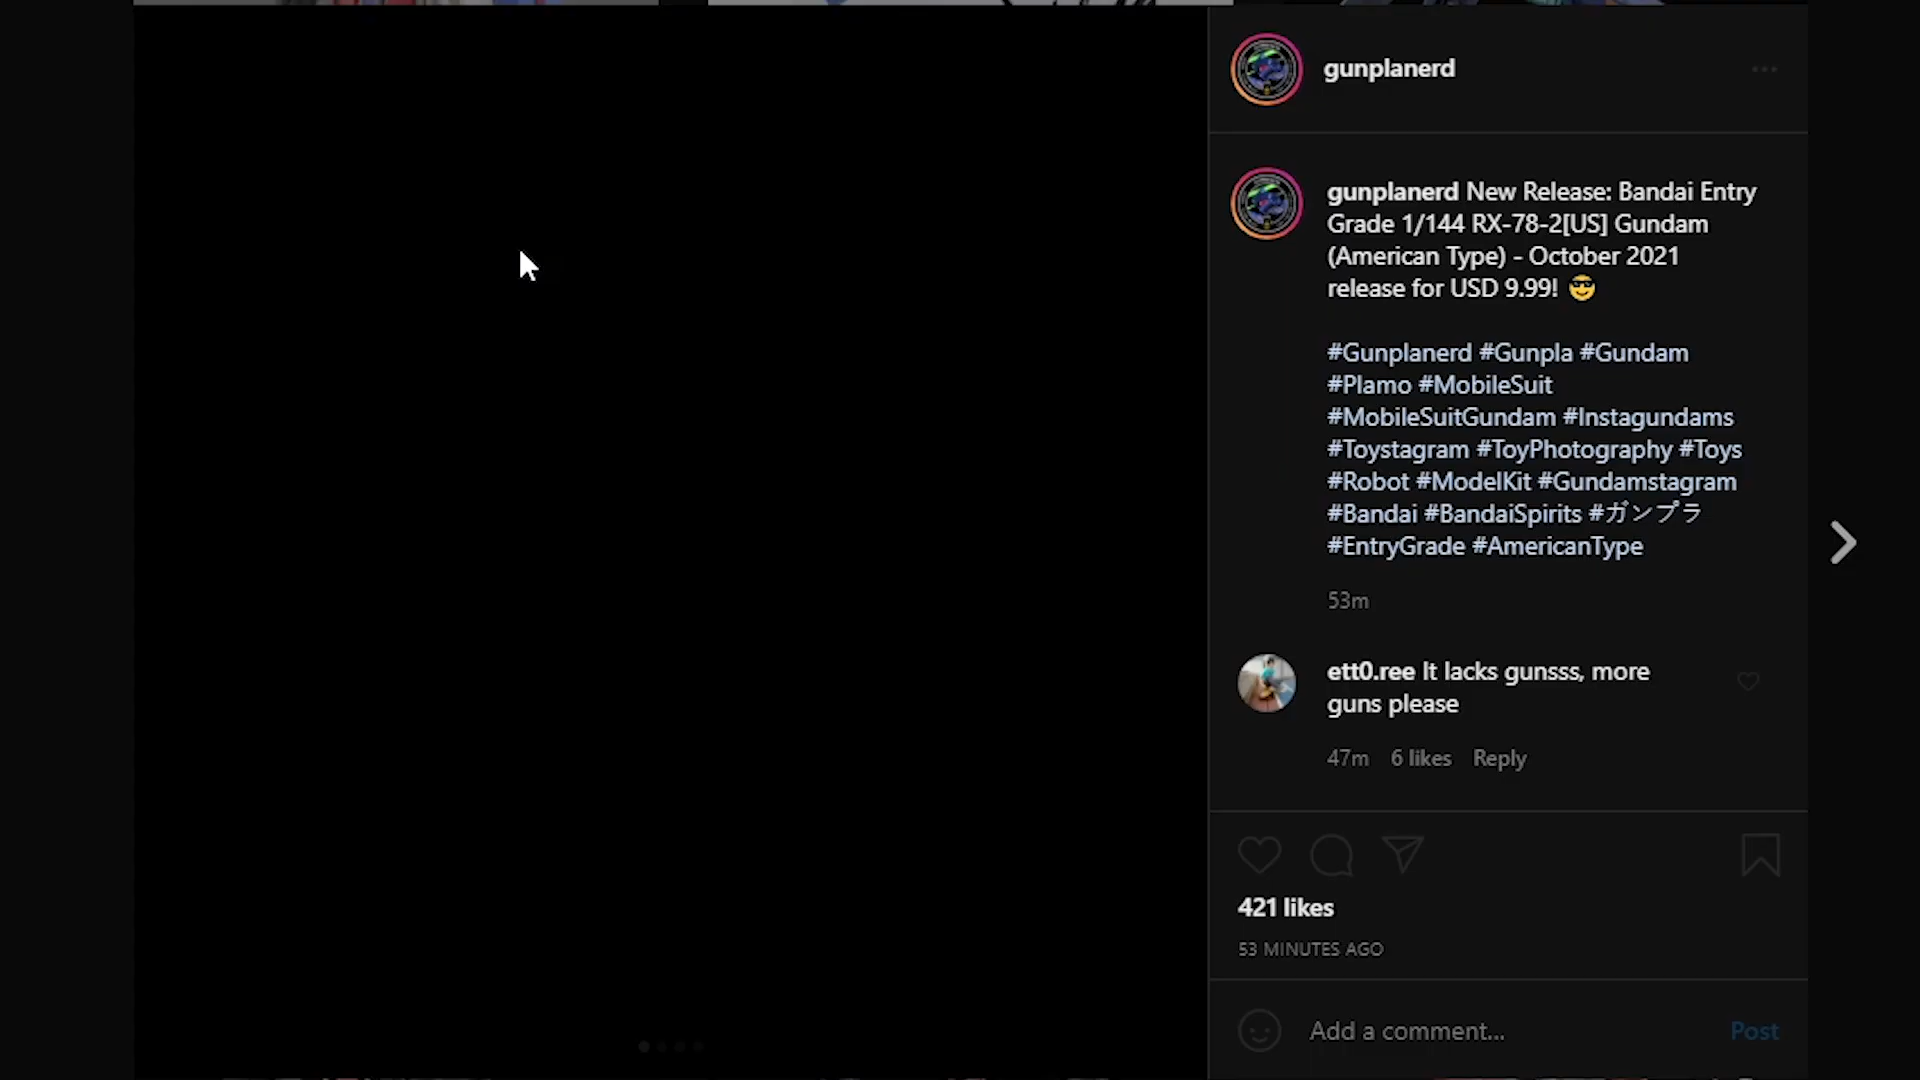 gunplanerd
gunplanerd New Release: Bandai Entry
Grade 1/144 RX-78-2[US] Gundam
(American Type) - October 2021
release for USD 9.99! 😎
#Gunplanerd #Gunpla #Gundam
#Plamo #MobileSuit
#MobileSuitGundam #Instagundams
#Toystagram #ToyPhotography #Toys
#Robot #ModelKit #Gundamstagram
#Bandai #BandaiSpirits #ガンプラ
#EntryGrade #AmericanType
53m
ett0.ree It lacks gunsss, more
guns please
47m 6 likes Reply
421 likes
53 MINUTES AGO
Add a comment...
Post